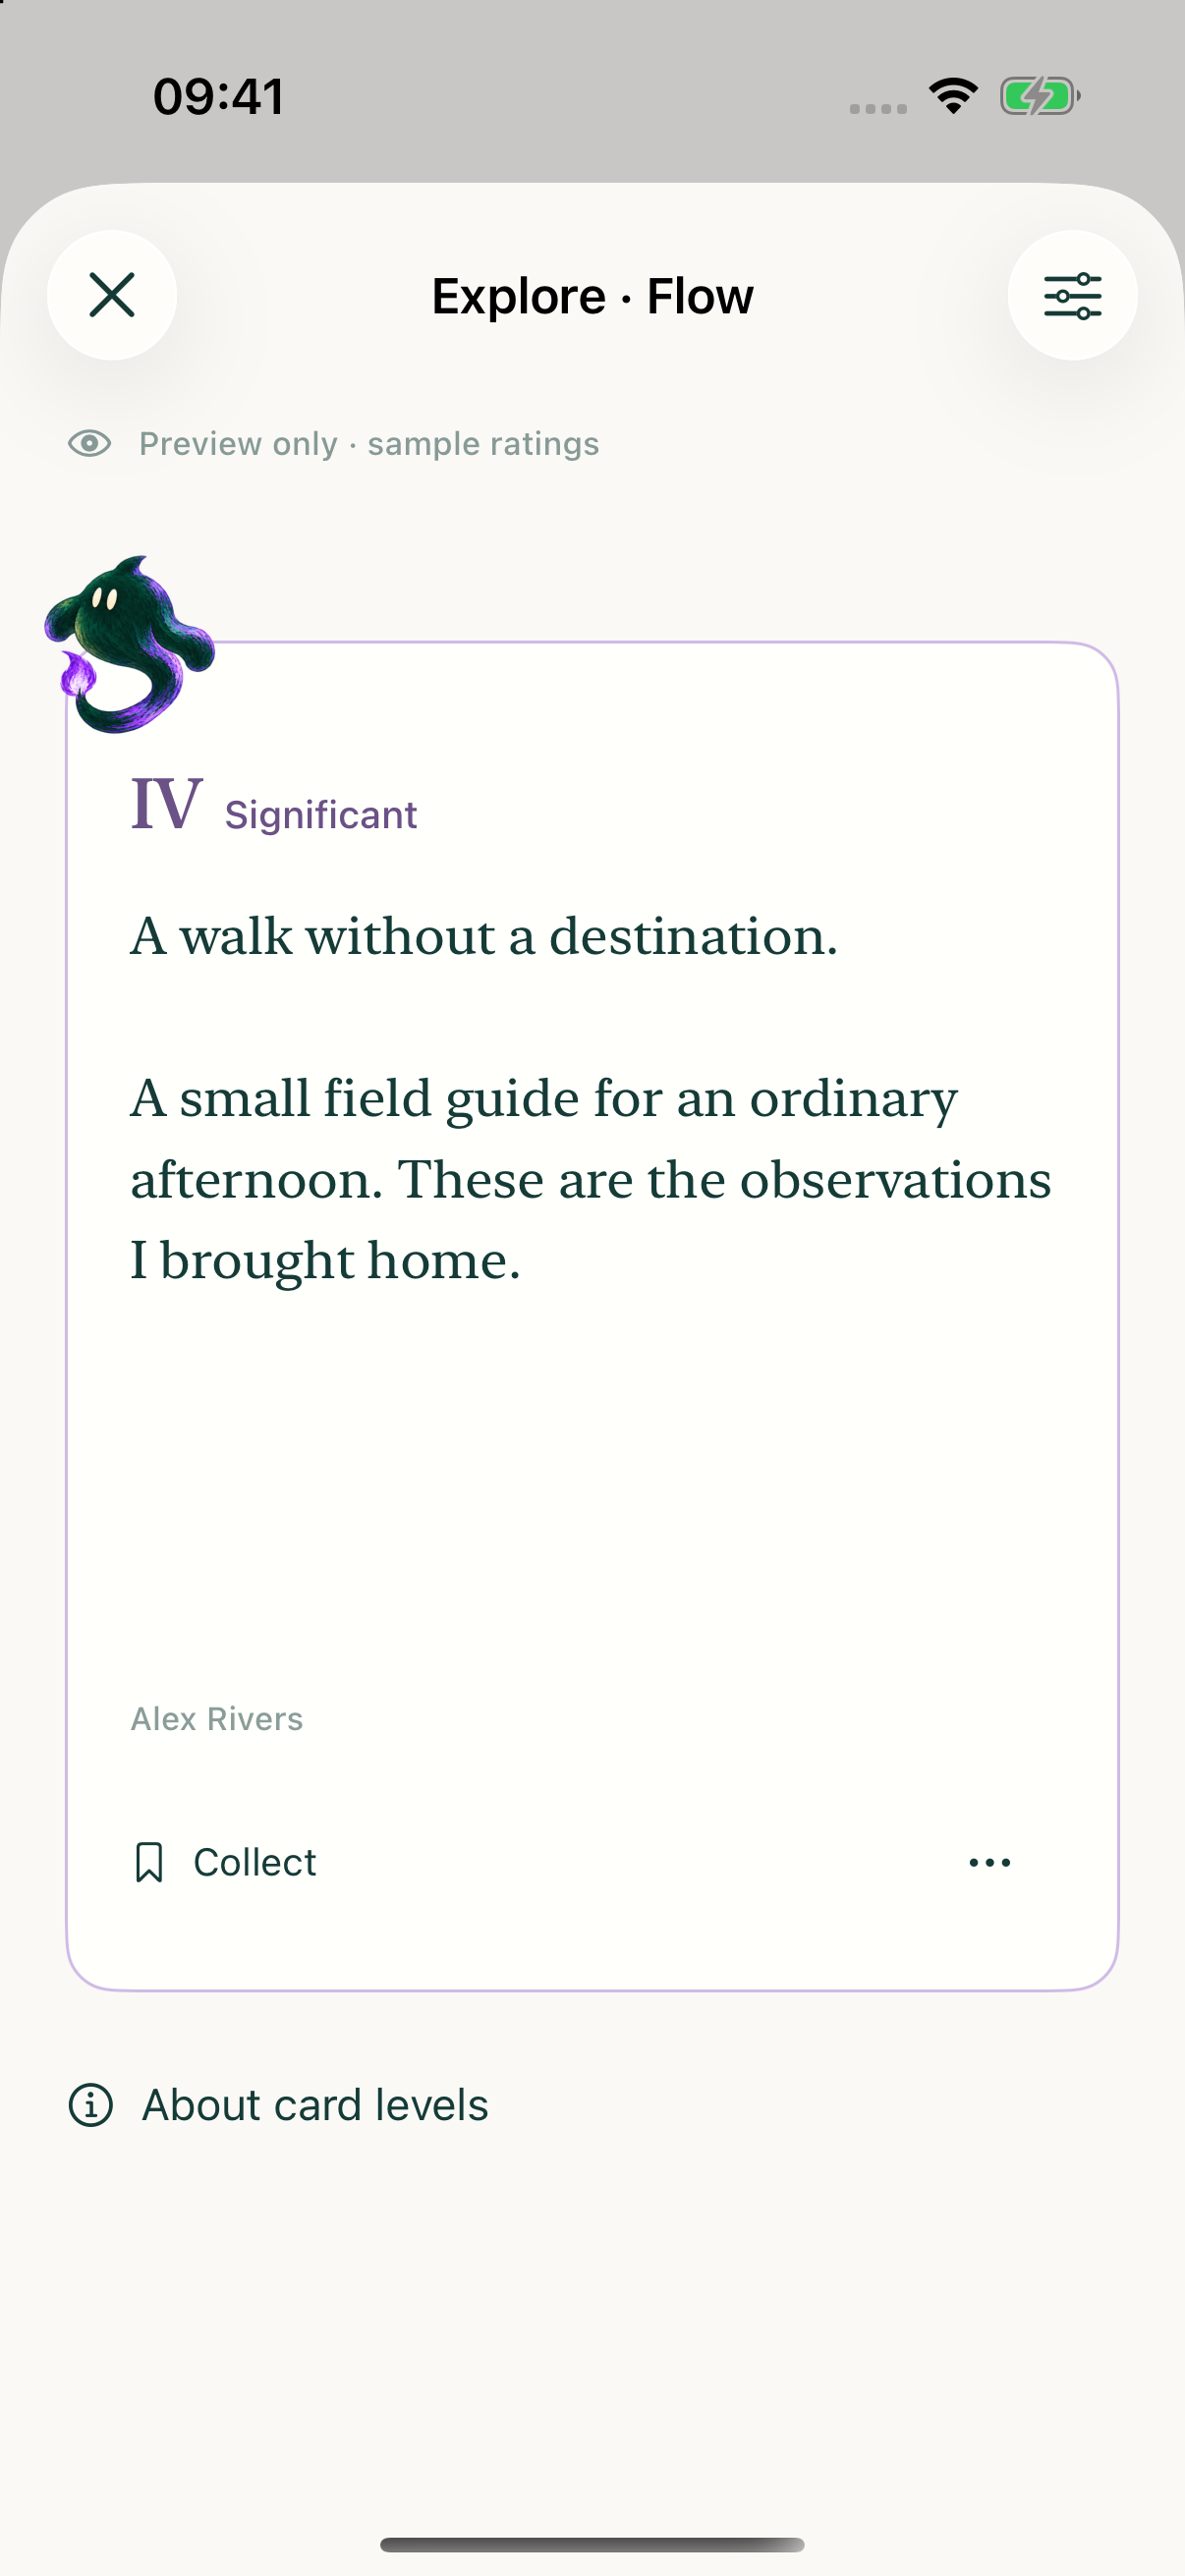 09:41
Explore · Flow
Preview only · sample ratings
IV Significant
A walk without a destination.
A small field guide for an ordinary
afternoon. These are the observations
I brought home.
Alex Rivers
Collect
About card levels